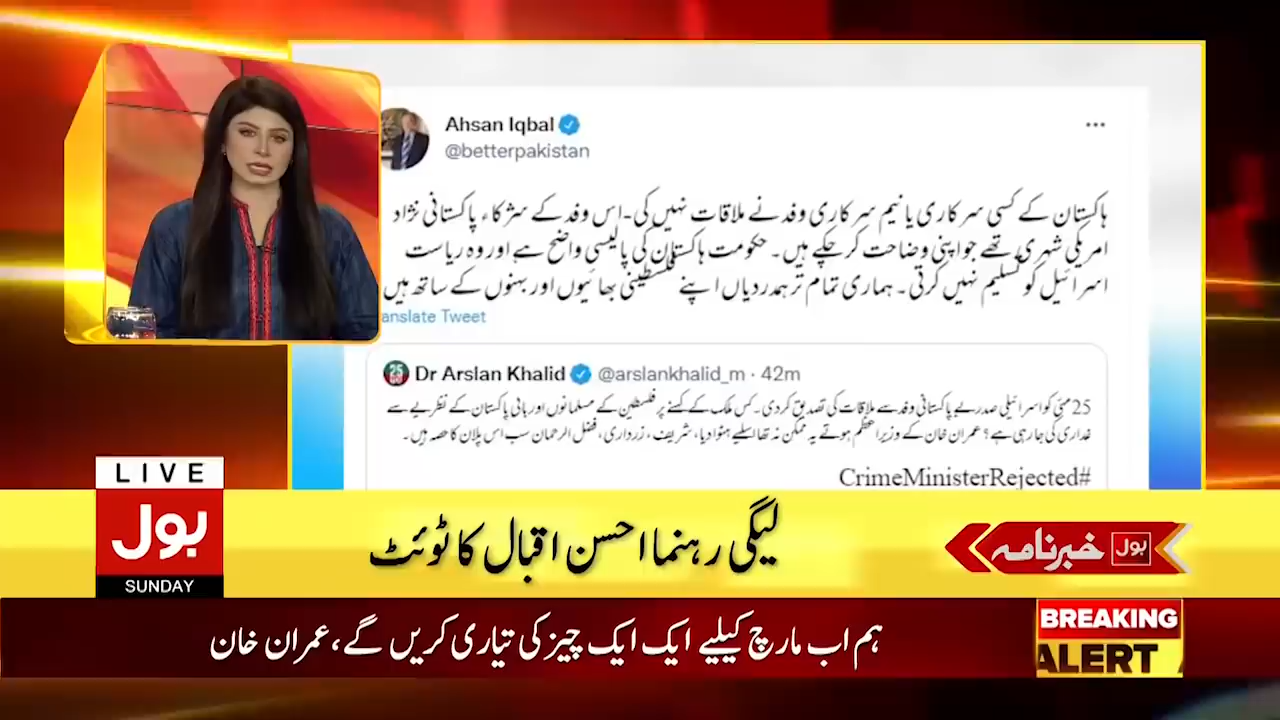 Ahsan Iqbal
@betterpakistan
پاکستان کے کسی سرکاری یا نیم سرکاری وفد نے ملاقات نہیں کی-اس وفد کے سژکاء پاکستانی نژاد
امریکی شہری تھے جو اپنی وضاحت کر چکے ہیں۔ حکومت پاکستان کی پالیسی واضح ہے اور وہ ریاست
اسرائیل کو تسلیم نہیں کرتی۔ ہماری تمام تر ہمدردیاں اپنے فلسطینی بھائیوں اور بہنوں کے ساتھ ہیں
anslate Tweet
Dr Arslan Khalid @arslankhalid_m · 42m
25 مئی کو اسرائیلی صدر نے پاکستانی وفد سے ملاقات کی تصدیق کر دی۔ کس ملک کے کہنے پر فلسطین کے مسلمانوں اور بانی پاکستان کے نظریے سے
غداری کی جا رہی ہے؟ عمران خان کے وزیراعظم ہوتے یہ ممکن نہ تھا اسلیے ہٹوا دیا، شریف، زرداری، فضل الرحمان سب اس پلان کا حصہ ہیں۔
#CrimeMinisterRejected
LIVE
بول
SUNDAY
لیگی رہنما احسن اقبال کا ٹوئٹ
بول خبرنامہ
ہم اب مارچ کیلیے ایک ایک چیز کی تیاری کریں گے، عمران خان
BREAKING
ALERT